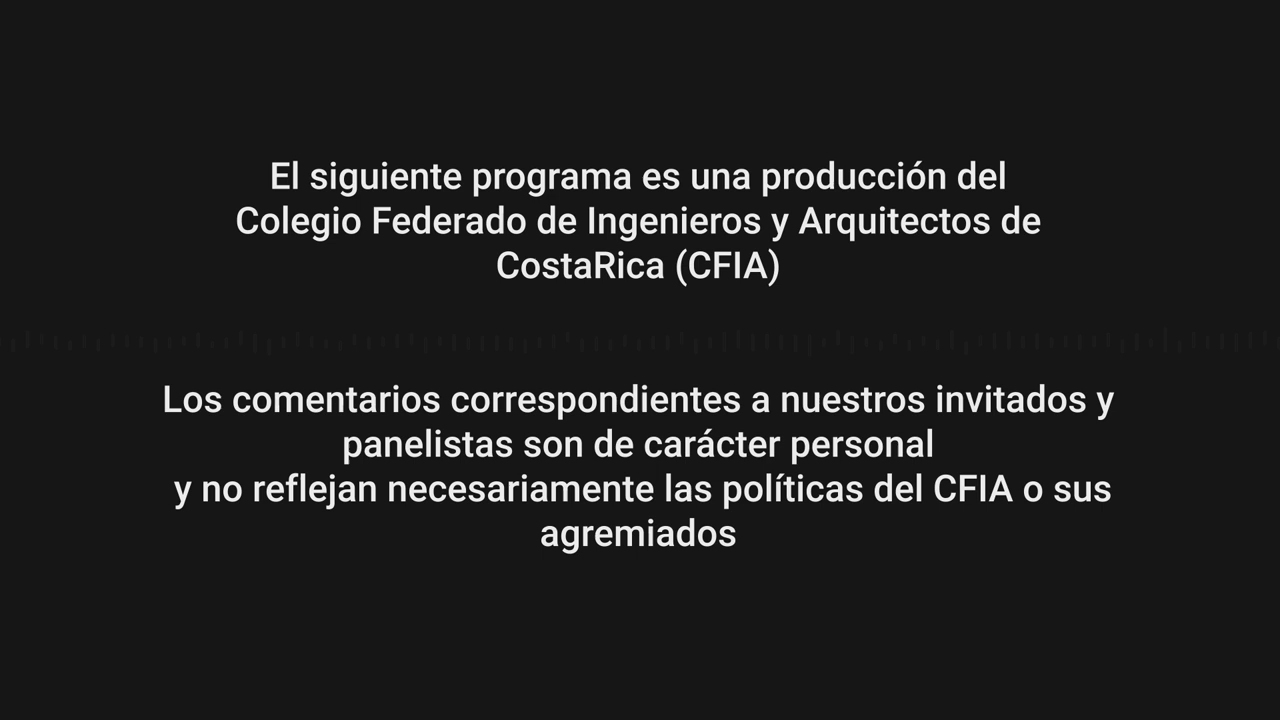 El siguiente programa es una producción del
Colegio Federado de Ingenieros y Arquitectos de
CostaRica (CFIA)
Los comentarios correspondientes a nuestros invitados y
panelistas son de carácter personal
y no reflejan necesariamente las políticas del CFIA o sus
agremiados